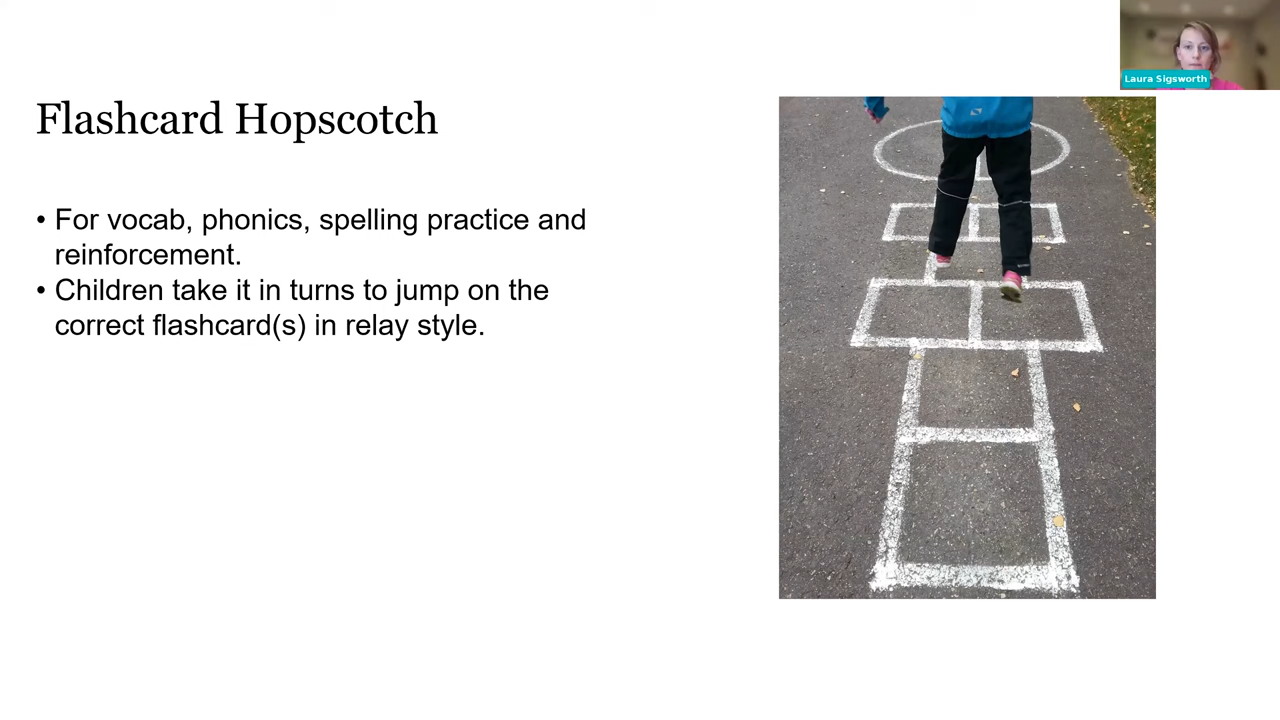 Laura Sigsworth
Flashcard Hopscotch
• For vocab, phonics, spelling practice and
reinforcement.
• Children take it in turns to jump on the
correct flashcard(s) in relay style.